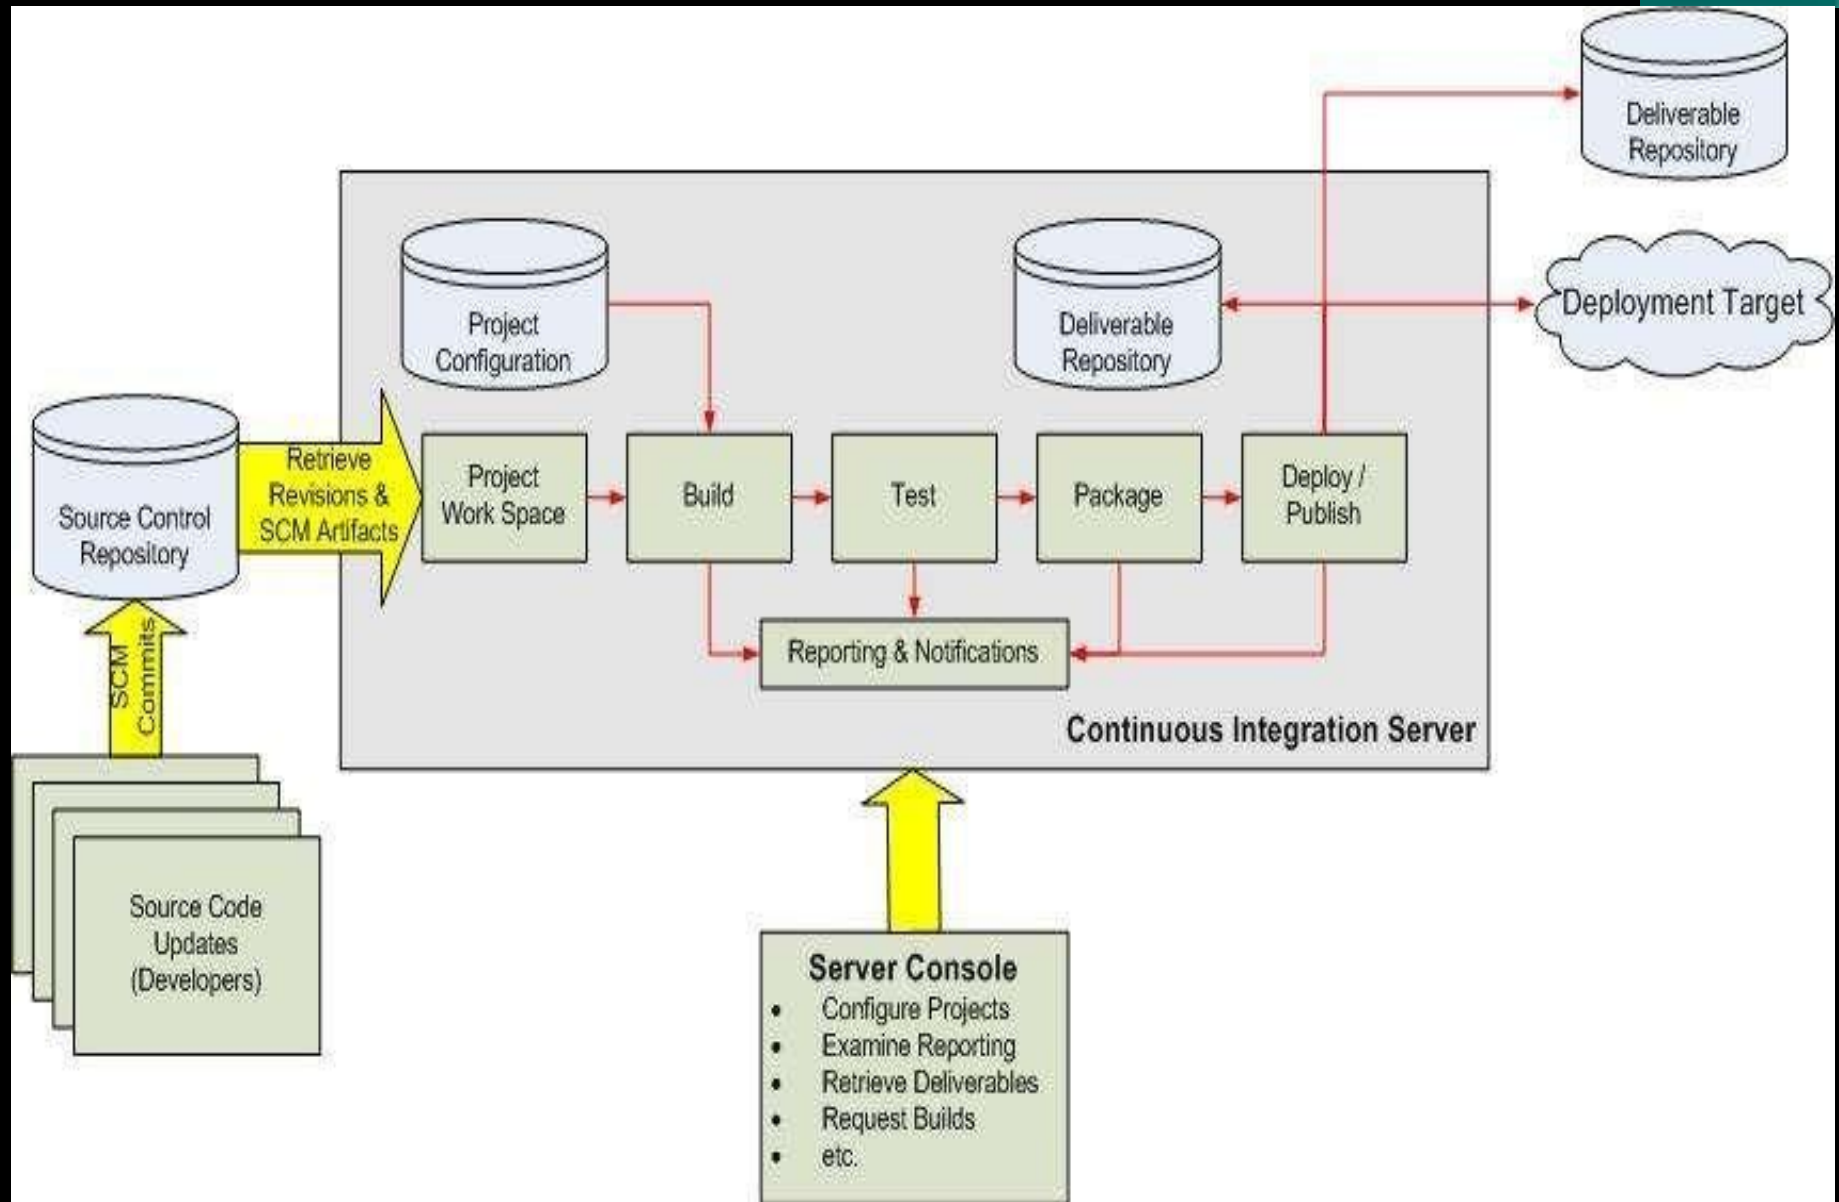 Deliverable
Repository
Project
Configuration
Deliverable
Repository
Deployment Target
Source Control
Repository
Retrieve
Revisions &
SCM Artifacts
Project
Work Space
Build
Test
Package
Deploy /
Publish
Reporting & Notifications
SCM
Commits
Continuous Integration Server
Source Code
Updates
(Developers)
Server Console
• Configure Projects
• Examine Reporting
• Retrieve Deliverables
• Request Builds
• etc.